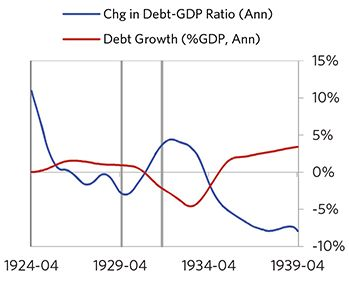 Chg in Debt-GDP Ratio (Ann)
Debt Growth (%GDP, Ann)
15%
10%
5%
0%
-5%
-10%
1924-04 1929-04 1934-04 1939-04